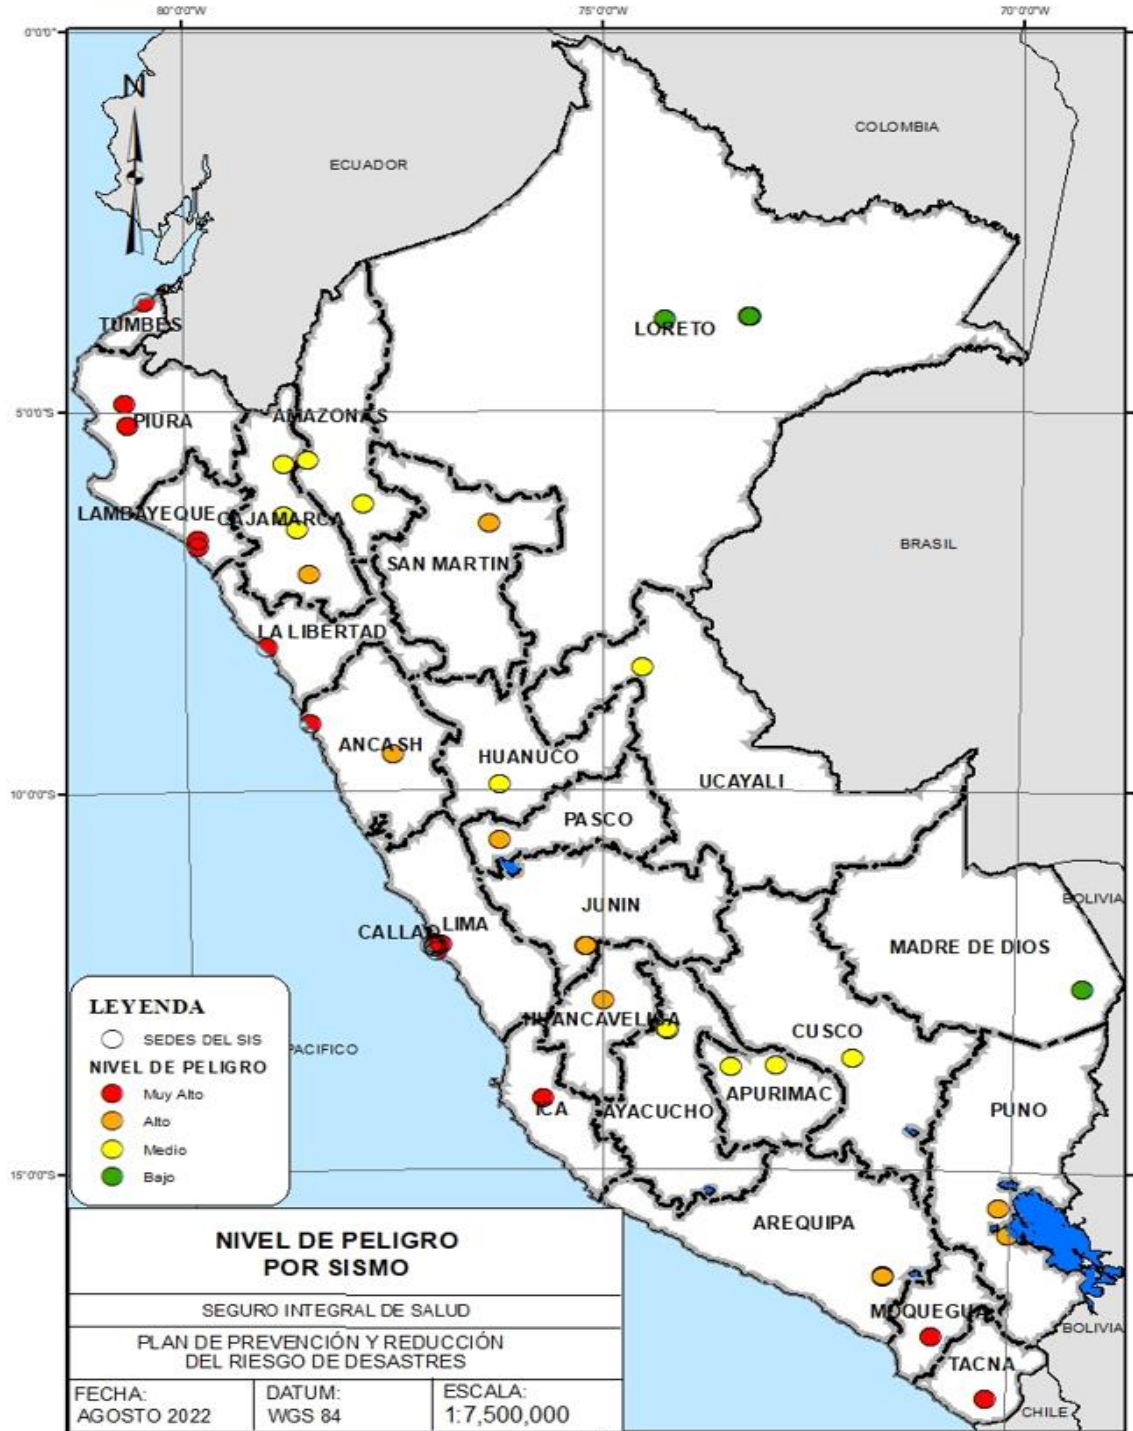 80°0'0"W
75°0'0"W
70°0'0"W
0°0'0"
N
COLOMBIA
ECUADOR
TUMBES
LORETO
5°0'0"S
AMAZONAS
PIURA
LAMBAYEQUE
CAJAMARCA
BRASIL
SAN MARTIN
LA LIBERTAD
ANCASH
HUANUCO
UCAYALI
10°0'0"S
PASCO
BOLIVIA
JUNIN
CALLAO
LIMA
MADRE DE DIOS
HUANCAVELICA
CUSCO
PACIFICO
APURIMAC
ICA
AYACUCHO
PUNO
15°0'0"S
AREQUIPA
MOQUEGUA
BOLIVIA
TACNA
CHILE
LEYENDA
SEDES DEL SIS
NIVEL DE PELIGRO
Muy Alto
Alto
Medio
Bajo
NIVEL DE PELIGRO
POR SISMO
SEGURO INTEGRAL DE SALUD
PLAN DE PREVENCIÓN Y REDUCCIÓN
DEL RIESGO DE DESASTRES
FECHA:
AGOSTO 2022
DATUM:
WGS 84
ESCALA:
1:7,500,000